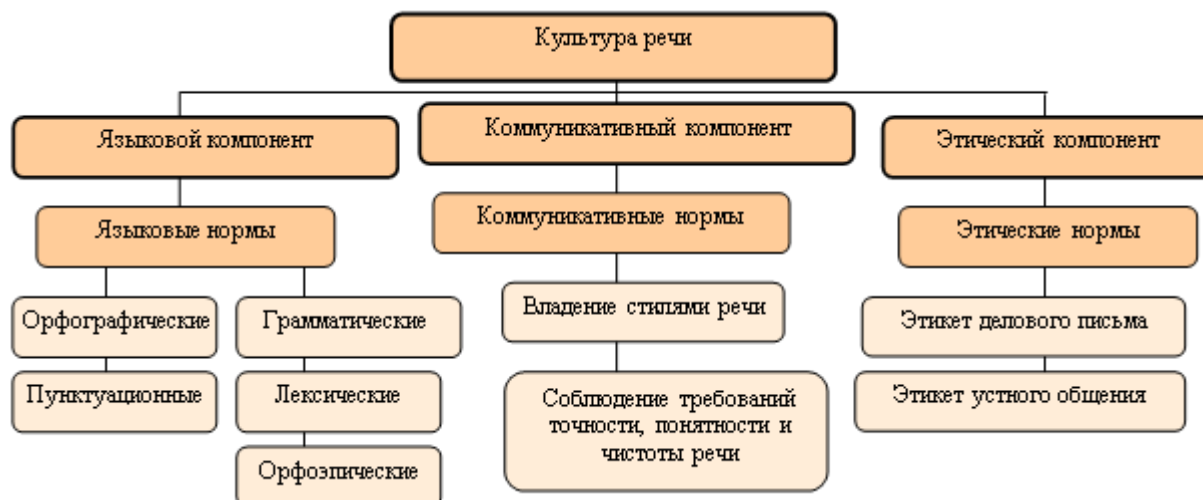 Культура речи
Языковой компонент
Коммуникативный компонент
Этический компонент
Языковые нормы
Коммуникативные нормы
Этические нормы
Орфографические
Грамматические
Владение стилями речи
Этикет делового письма
Пунктуационные
Лексические
Соблюдение требований
точности, понятности и
чистоты речи
Этикет устного общения
Орфоэпические